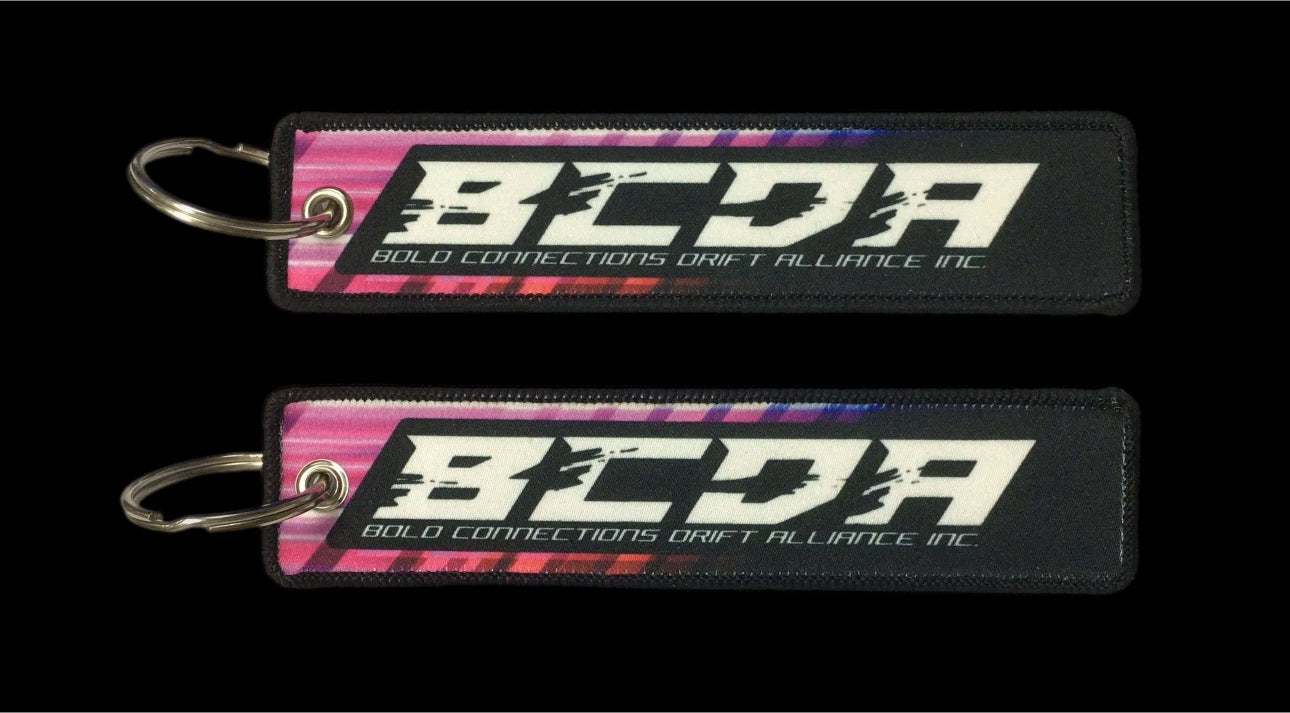 BCDA
BOLD CONNECTIONS DRIFT ALLIANCE INC.
BCDA
BOLD CONNECTIONS DRIFT ALLIANCE INC.